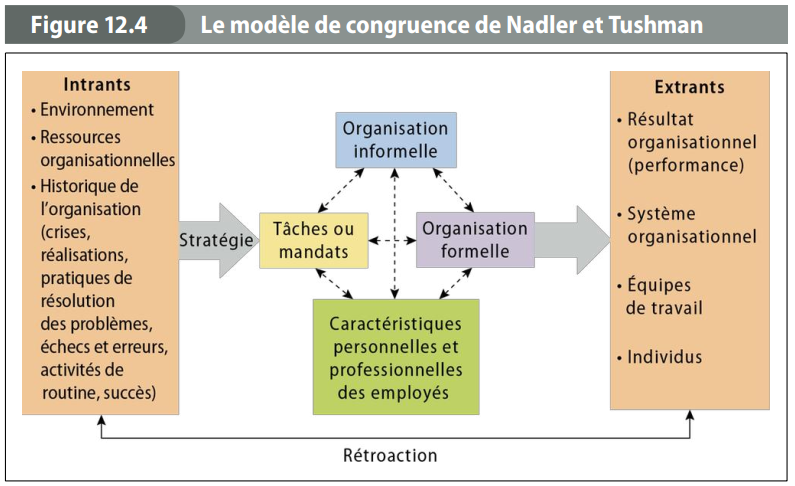 Figure 12.4 Le modèle de congruence de Nadler et Tushman
Intrants
• Environnement
• Ressources
organisationnelles
• Historique de
l'organisation
(crises,
réalisations,
pratiques de
résolution
des problèmes,
échecs et erreurs,
activités de
routine, succès)
Stratégie
Organisation
informelle
Tâches ou
mandats
Organisation
formelle
Caractéristiques
personnelles et
professionnelles
des employés
Extrants
• Résultat
organisationnel
(performance)
• Système
organisationnel
• Équipes
de travail
• Individus
Rétroaction